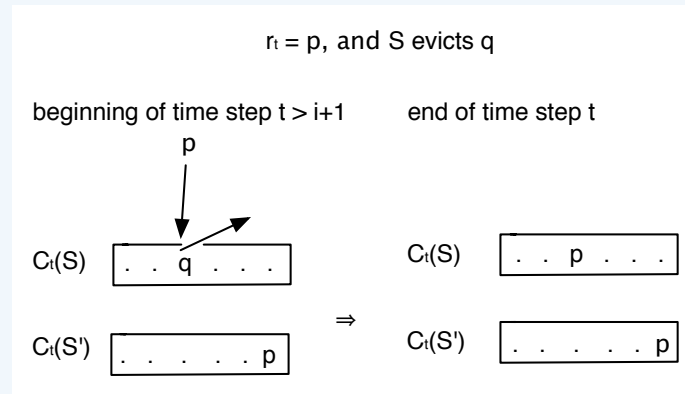 rₜ = p, and S evicts q
beginning of time step t > i+1
end of time step t
p
Cₜ(S)
. . q . . .
Cₜ(S)
. . p . . .
⇒
Cₜ(S')
. . . . . p
Cₜ(S')
. . . . . p